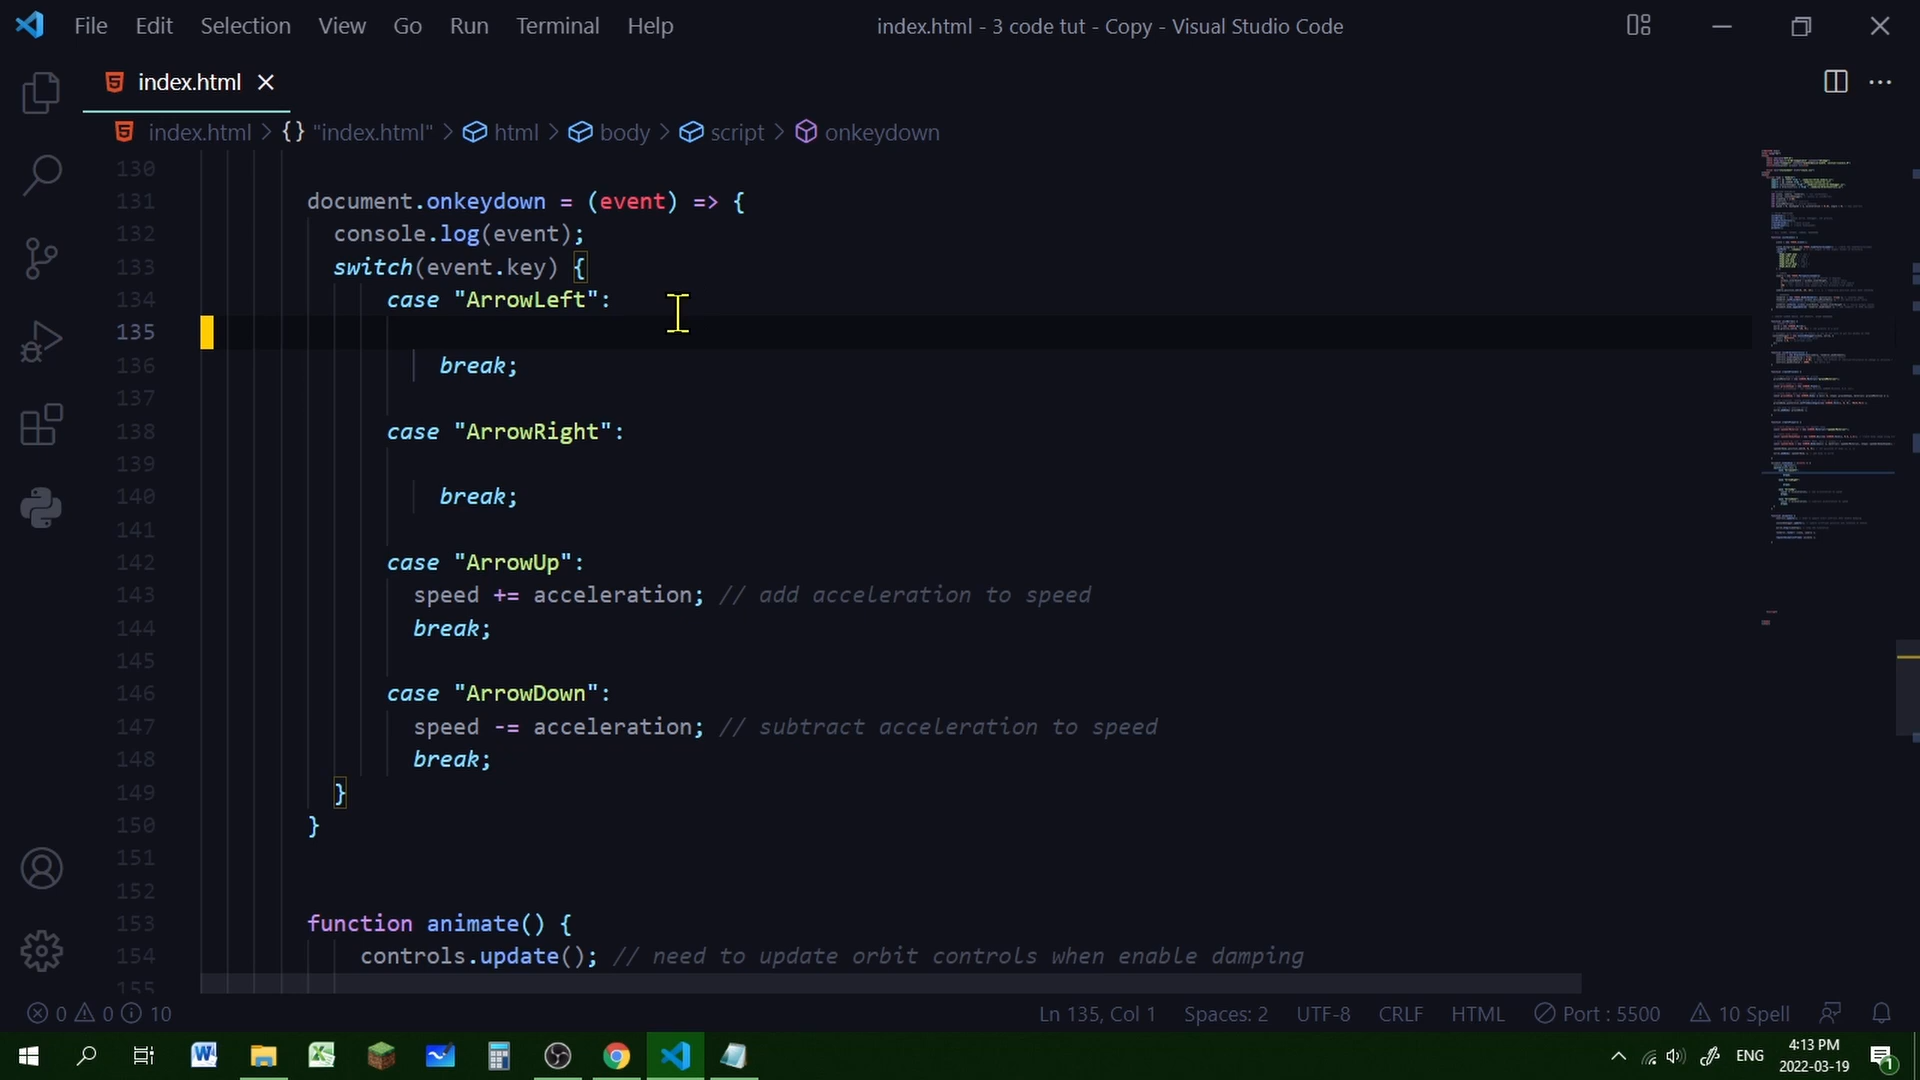 File Edit Selection View Go Run Terminal Help
index.html - 3 code tut - Copy - Visual Studio Code
index.html
index.html > {} "index.html" > html > body > script > onkeydown
130
131 document.onkeydown = (event) => {
132 console.log(event);
133 switch(event.key) {
134 case "ArrowLeft":
135
136 break;
137
138 case "ArrowRight":
139
140 break;
141
142 case "ArrowUp":
143 speed += acceleration; // add acceleration to speed
144 break;
145
146 case "ArrowDown":
147 speed -= acceleration; // subtract acceleration to speed
148 break;
149 }
150 }
151
152
153 function animate() {
154 controls.update(); // need to update orbit controls when enable damping
155
0 0 10 Ln 135, Col 1 Spaces: 2 UTF-8 CRLF HTML Port : 5500 10 Spell
ENG
4:13 PM
2022-03-19
1